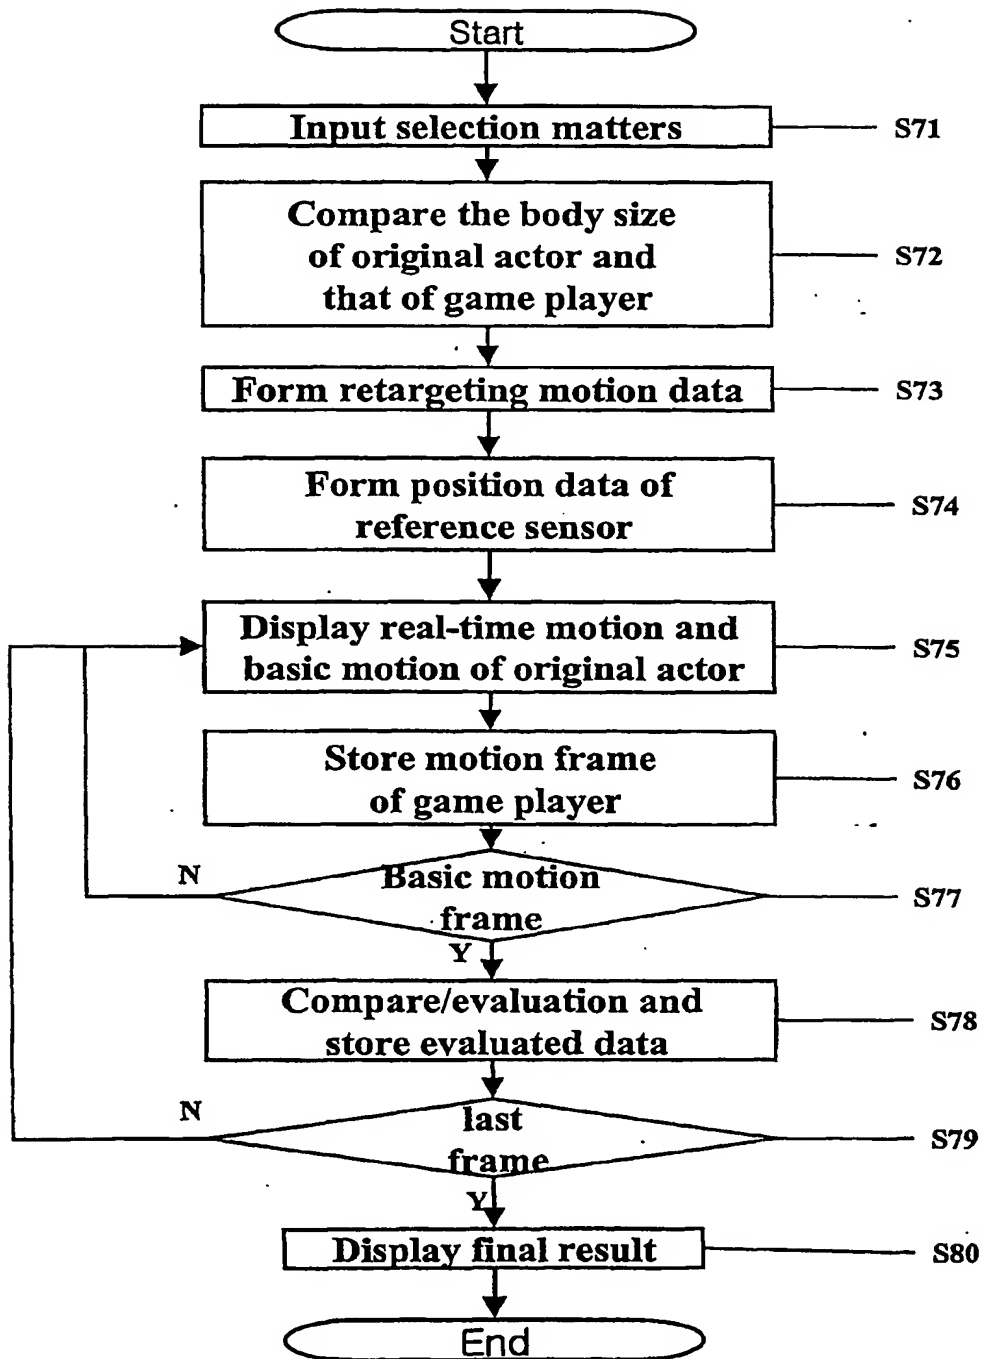 Start
Input selection matters
S71
Compare the body size
of original actor and
that of game player
S72
Form retargeting motion data
S73
Form position data of
reference sensor
S74
Display real-time motion and
basic motion of original actor
S75
Store motion frame
of game player
S76
N
Basic motion
frame
S77
Y
Compare/evaluation and
store evaluated data
S78
N
last
frame
S79
Y
Display final result
S80
End